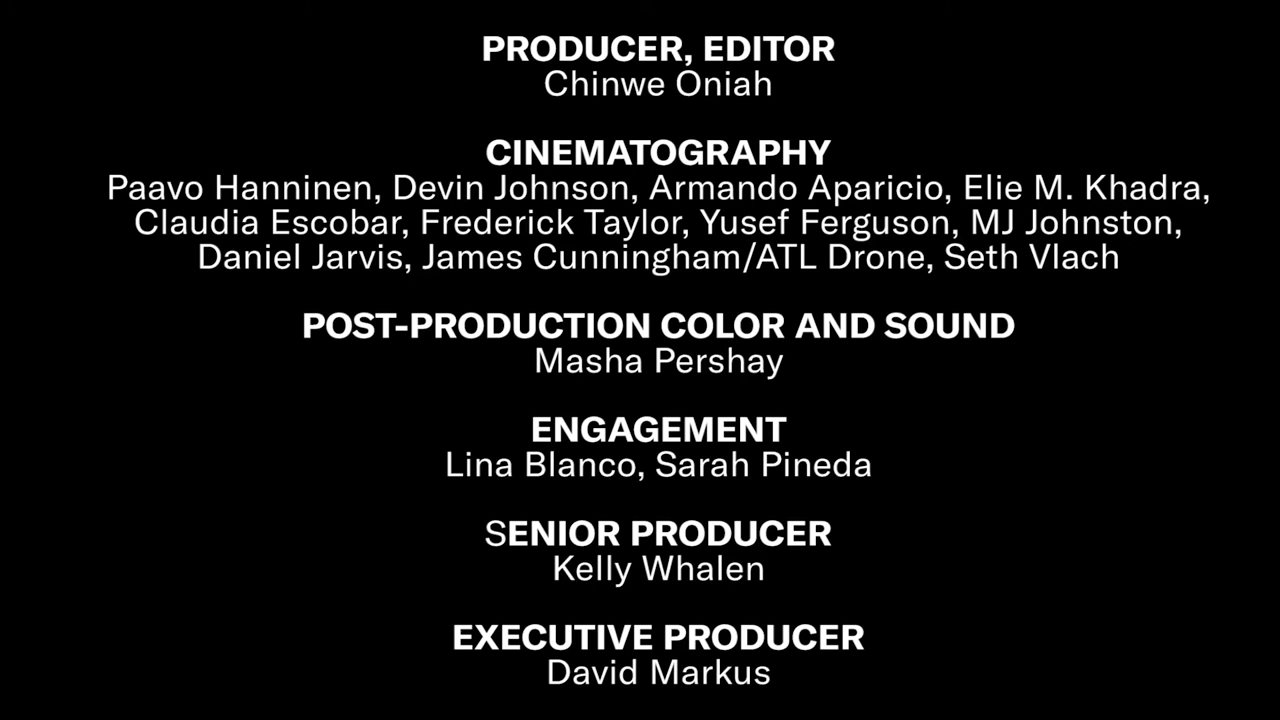 PRODUCER, EDITOR
Chinwe Oniah
CINEMATOGRAPHY
Paavo Hanninen, Devin Johnson, Armando Aparicio, Elie M. Khadra,
Claudia Escobar, Frederick Taylor, Yusef Ferguson, MJ Johnston,
Daniel Jarvis, James Cunningham/ATL Drone, Seth Vlach
POST-PRODUCTION COLOR AND SOUND
Masha Pershay
ENGAGEMENT
Lina Blanco, Sarah Pineda
SENIOR PRODUCER
Kelly Whalen
EXECUTIVE PRODUCER
David Markus